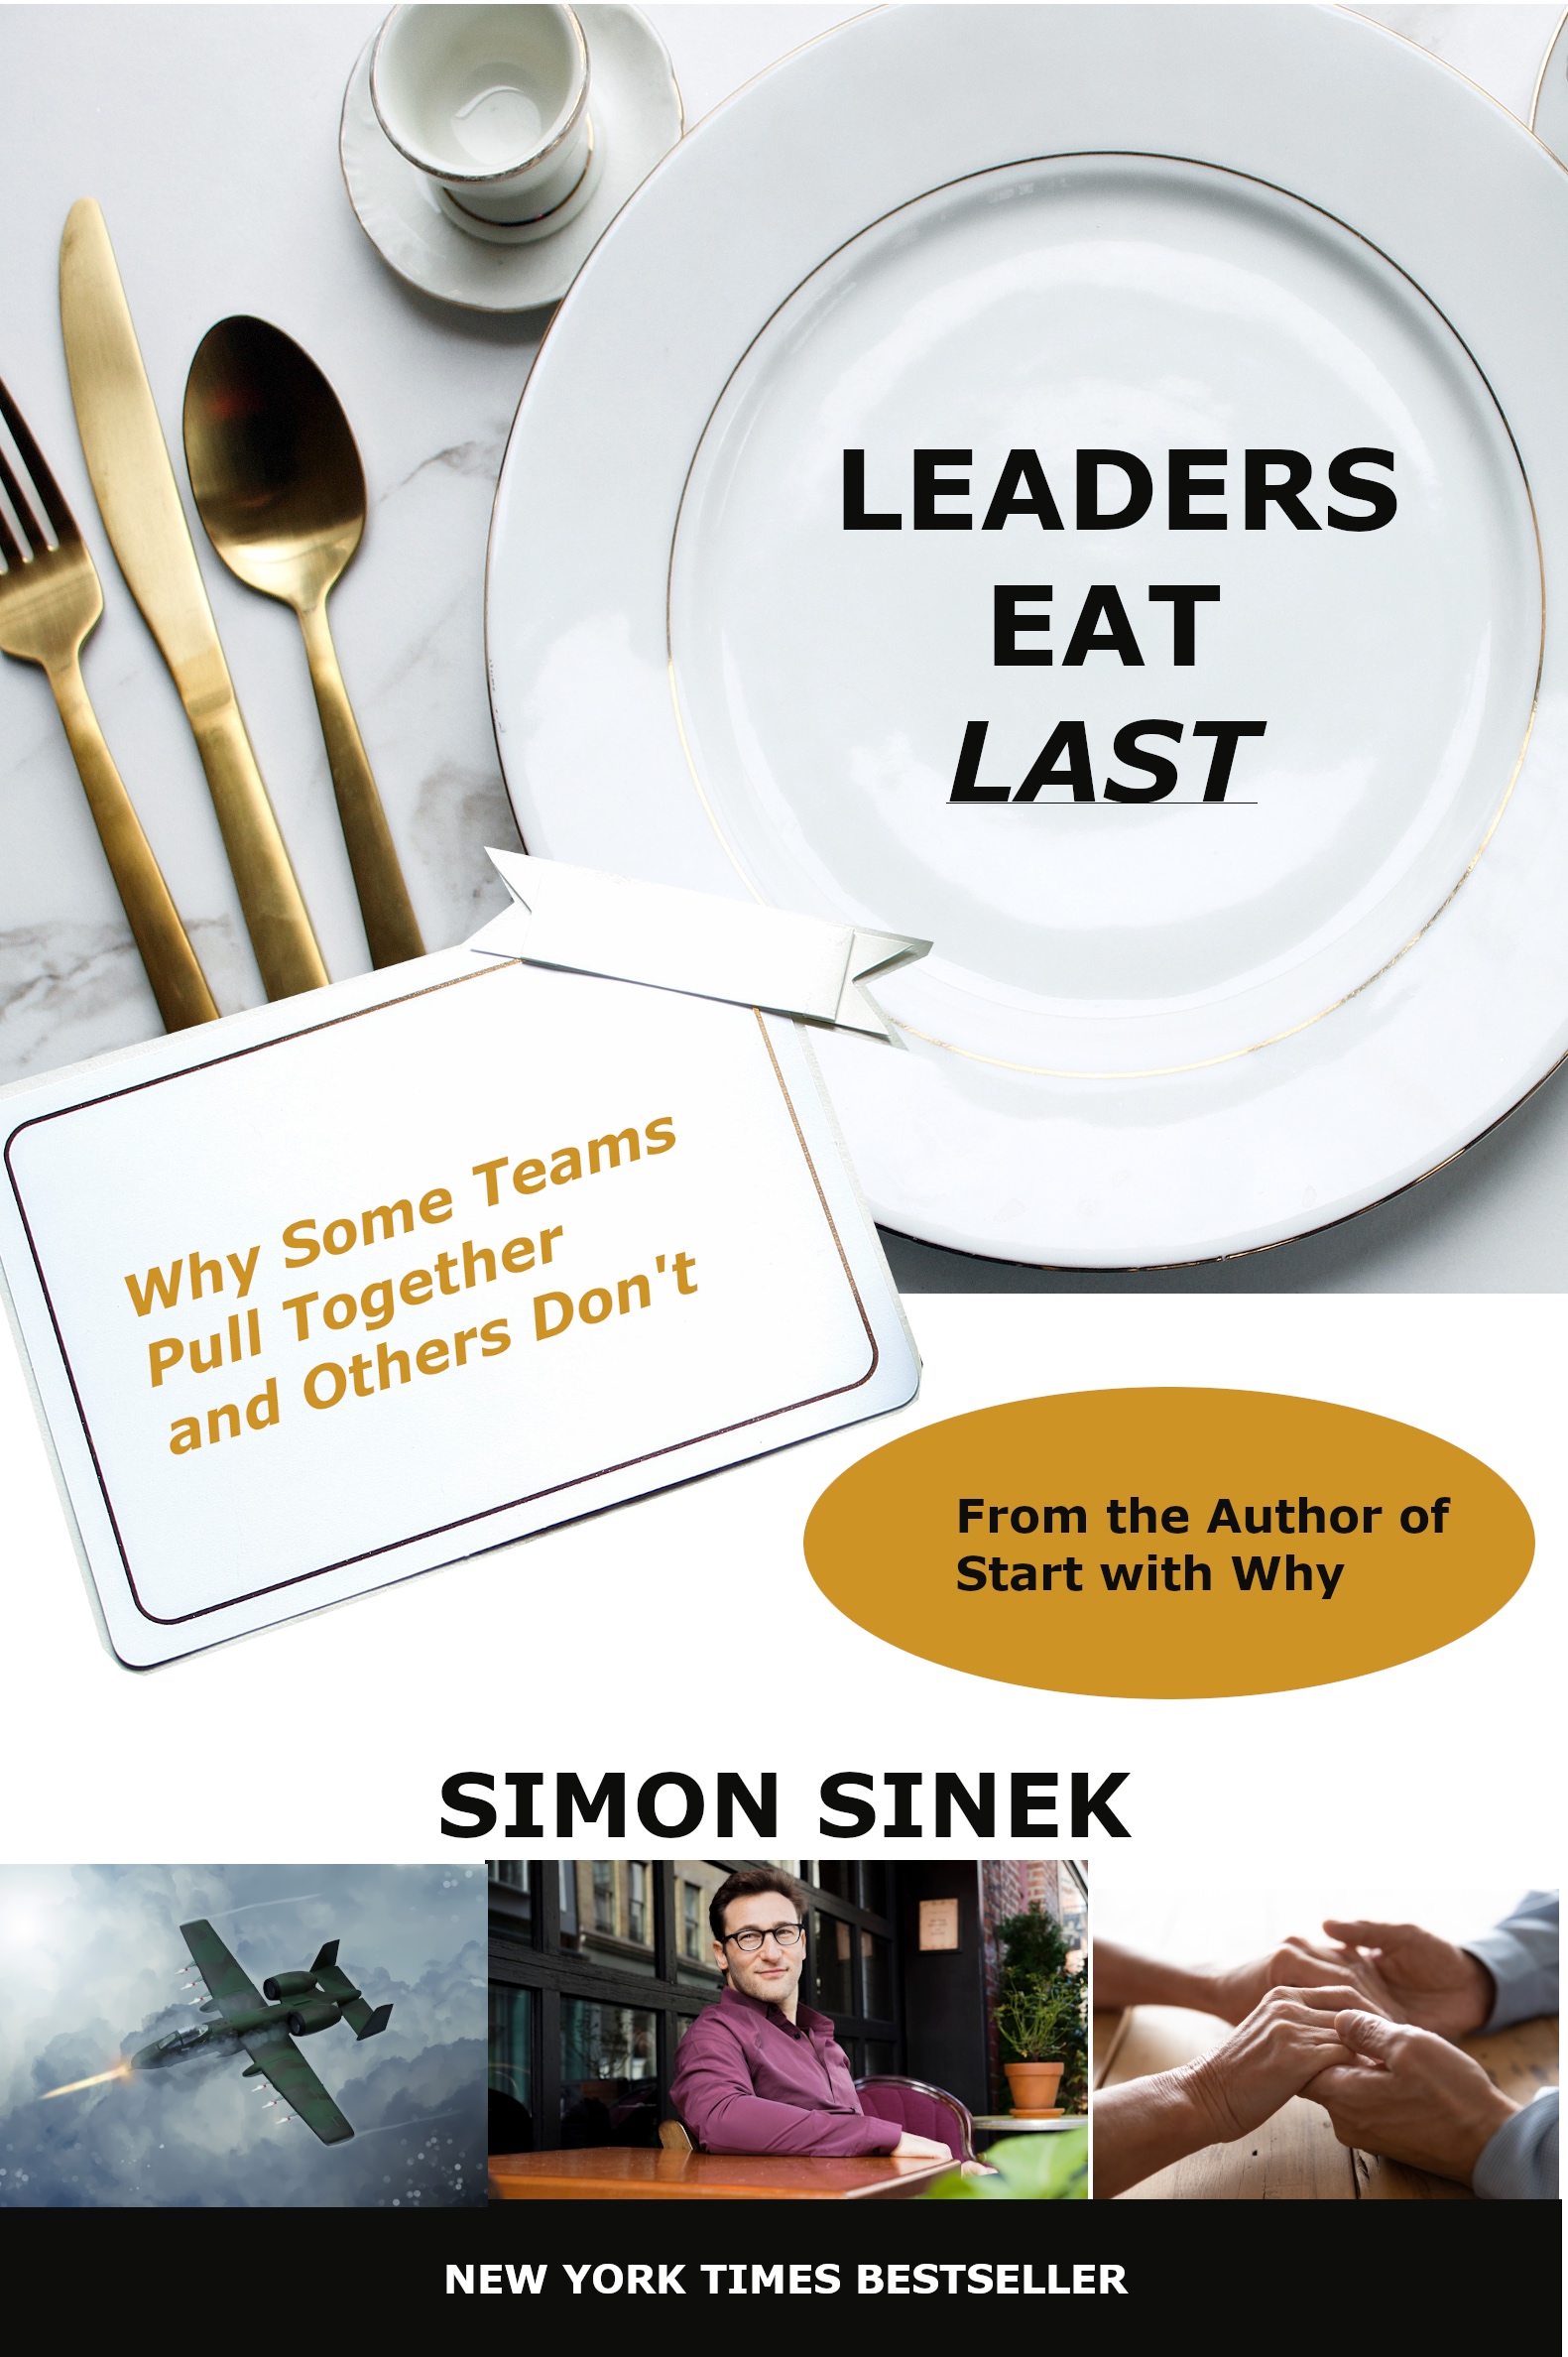 LEADERS
EAT
LAST
Why Some Teams
Pull Together
and Others Don't
From the Author of
Start with Why
SIMON SINEK
NEW YORK TIMES BESTSELLER